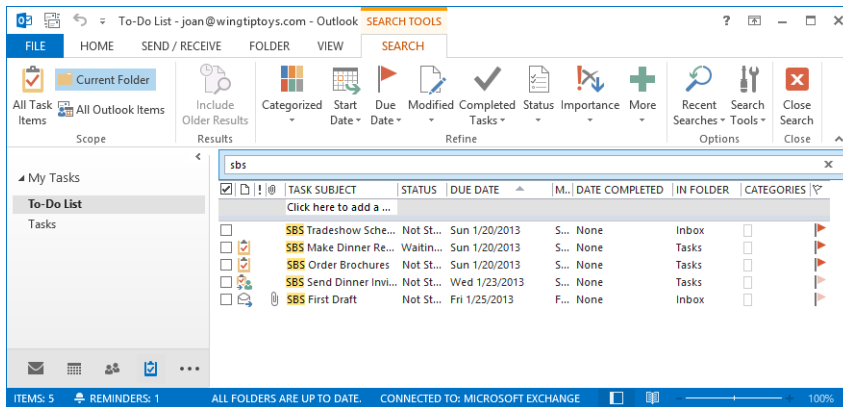 To-Do List - joan@wingtiptoys.com - Outlook SEARCH TOOLS ?
FILE HOME SEND / RECEIVE FOLDER VIEW SEARCH
Current Folder
All Outlook Items
All Task Items
Include Older Results
Categorized
Start Date
Due Date
Modified
Completed Tasks
Status
Importance
More
Recent Searches
Search Tools
Close Search
Scope Results Refine Options Close
sbs
My Tasks
To-Do List
Tasks
! TASK SUBJECT STATUS DUE DATE M... DATE COMPLETED IN FOLDER CATEGORIES
Click here to add a ...
SBS Tradeshow Sche... Not St... Sun 1/20/2013 S... None Inbox
SBS Make Dinner Re... Waitin... Sun 1/20/2013 S... None Tasks
SBS Order Brochures Not St... Sun 1/20/2013 S... None Tasks
SBS Send Dinner Invi... Not St... Wed 1/23/2013 S... None Tasks
SBS First Draft Not St... Fri 1/25/2013 F... None Inbox
ITEMS: 5 REMINDERS: 1 ALL FOLDERS ARE UP TO DATE. CONNECTED TO: MICROSOFT EXCHANGE 100%